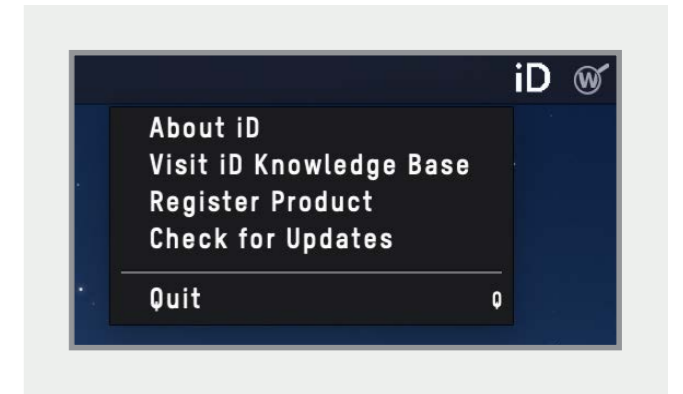 iD
About iD
Visit iD Knowledge Base
Register Product
Check for Updates
Quit Q